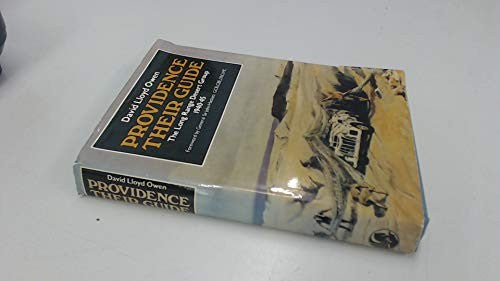 David Lloyd Owen
PROVIDENCE
THEIR GUIDE
The Long Range Desert Group
1940-45
David Lloyd Owen
PROVIDENCE
THEIR GUIDE